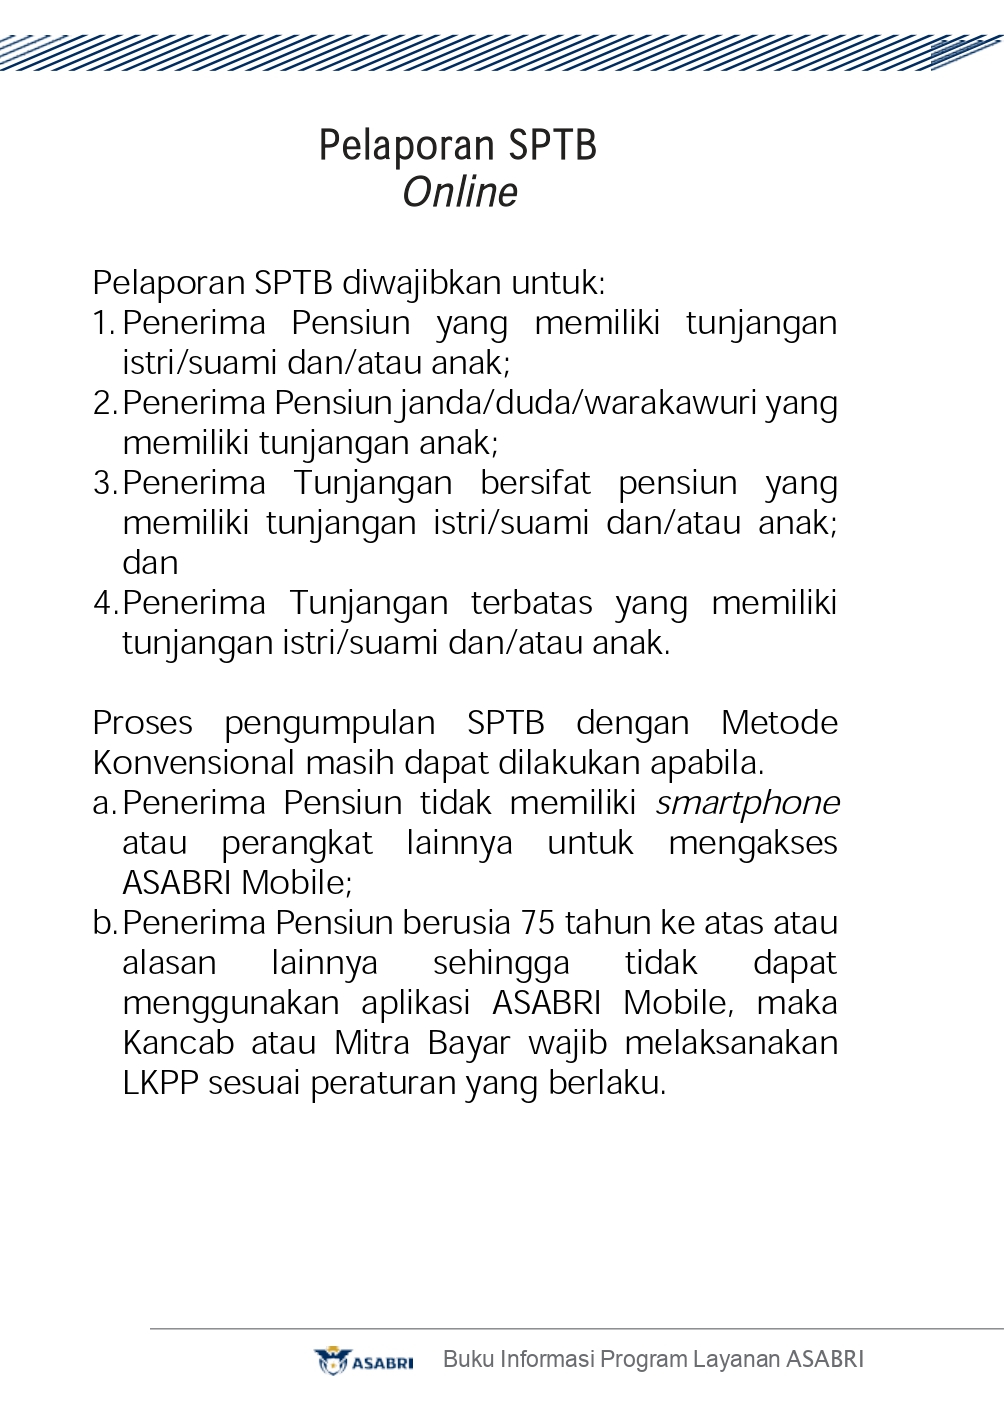 Pelaporan SPTB
Online
Pelaporan SPTB diwajibkan untuk:
1. Penerima Pensiun yang memiliki tunjangan
istri/suami dan/atau anak;
2. Penerima Pensiun janda/duda/warakawuri yang
memiliki tunjangan anak;
3. Penerima Tunjangan bersifat pensiun yang
memiliki tunjangan istri/suami dan/atau anak;
dan
4. Penerima Tunjangan terbatas yang memiliki
tunjangan istri/suami dan/atau anak.
Proses pengumpulan SPTB dengan Metode
Konvensional masih dapat dilakukan apabila.
a. Penerima Pensiun tidak memiliki smartphone
atau perangkat lainnya untuk mengakses
ASABRI Mobile;
b. Penerima Pensiun berusia 75 tahun ke atas atau
alasan lainnya sehingga tidak dapat
menggunakan aplikasi ASABRI Mobile, maka
Kancab atau Mitra Bayar wajib melaksanakan
LKPP sesuai peraturan yang berlaku.
ASABRI Buku Informasi Program Layanan ASABRI